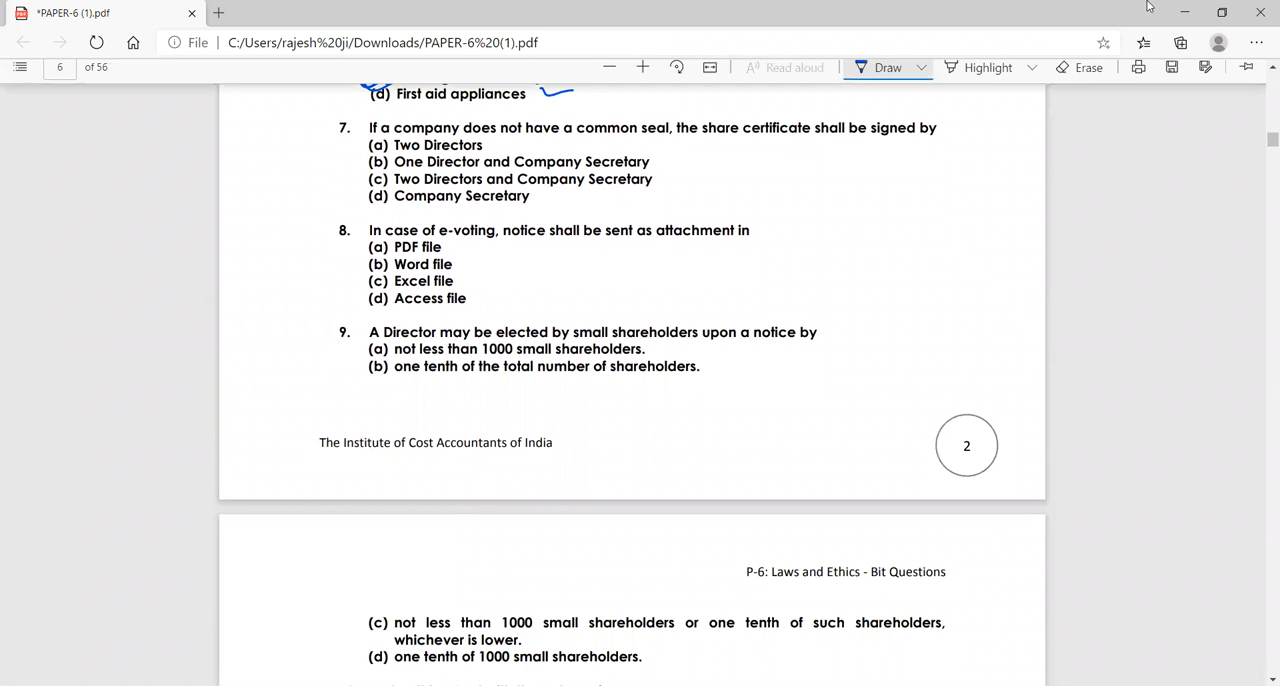 *PAPER-6 (1).pdf
File | C:/Users/rajesh%20ji/Downloads/PAPER-6%20(1).pdf
6 of 56
Read aloud
Draw
Highlight
Erase
(d) First aid appliances
7. If a company does not have a common seal, the share certificate shall be signed by
(a) Two Directors
(b) One Director and Company Secretary
(c) Two Directors and Company Secretary
(d) Company Secretary
8. In case of e-voting, notice shall be sent as attachment in
(a) PDF file
(b) Word file
(c) Excel file
(d) Access file
9. A Director may be elected by small shareholders upon a notice by
(a) not less than 1000 small shareholders.
(b) one tenth of the total number of shareholders.
The Institute of Cost Accountants of India
2
P-6: Laws and Ethics - Bit Questions
(c) not less than 1000 small shareholders or one tenth of such shareholders,
whichever is lower.
(d) one tenth of 1000 small shareholders.